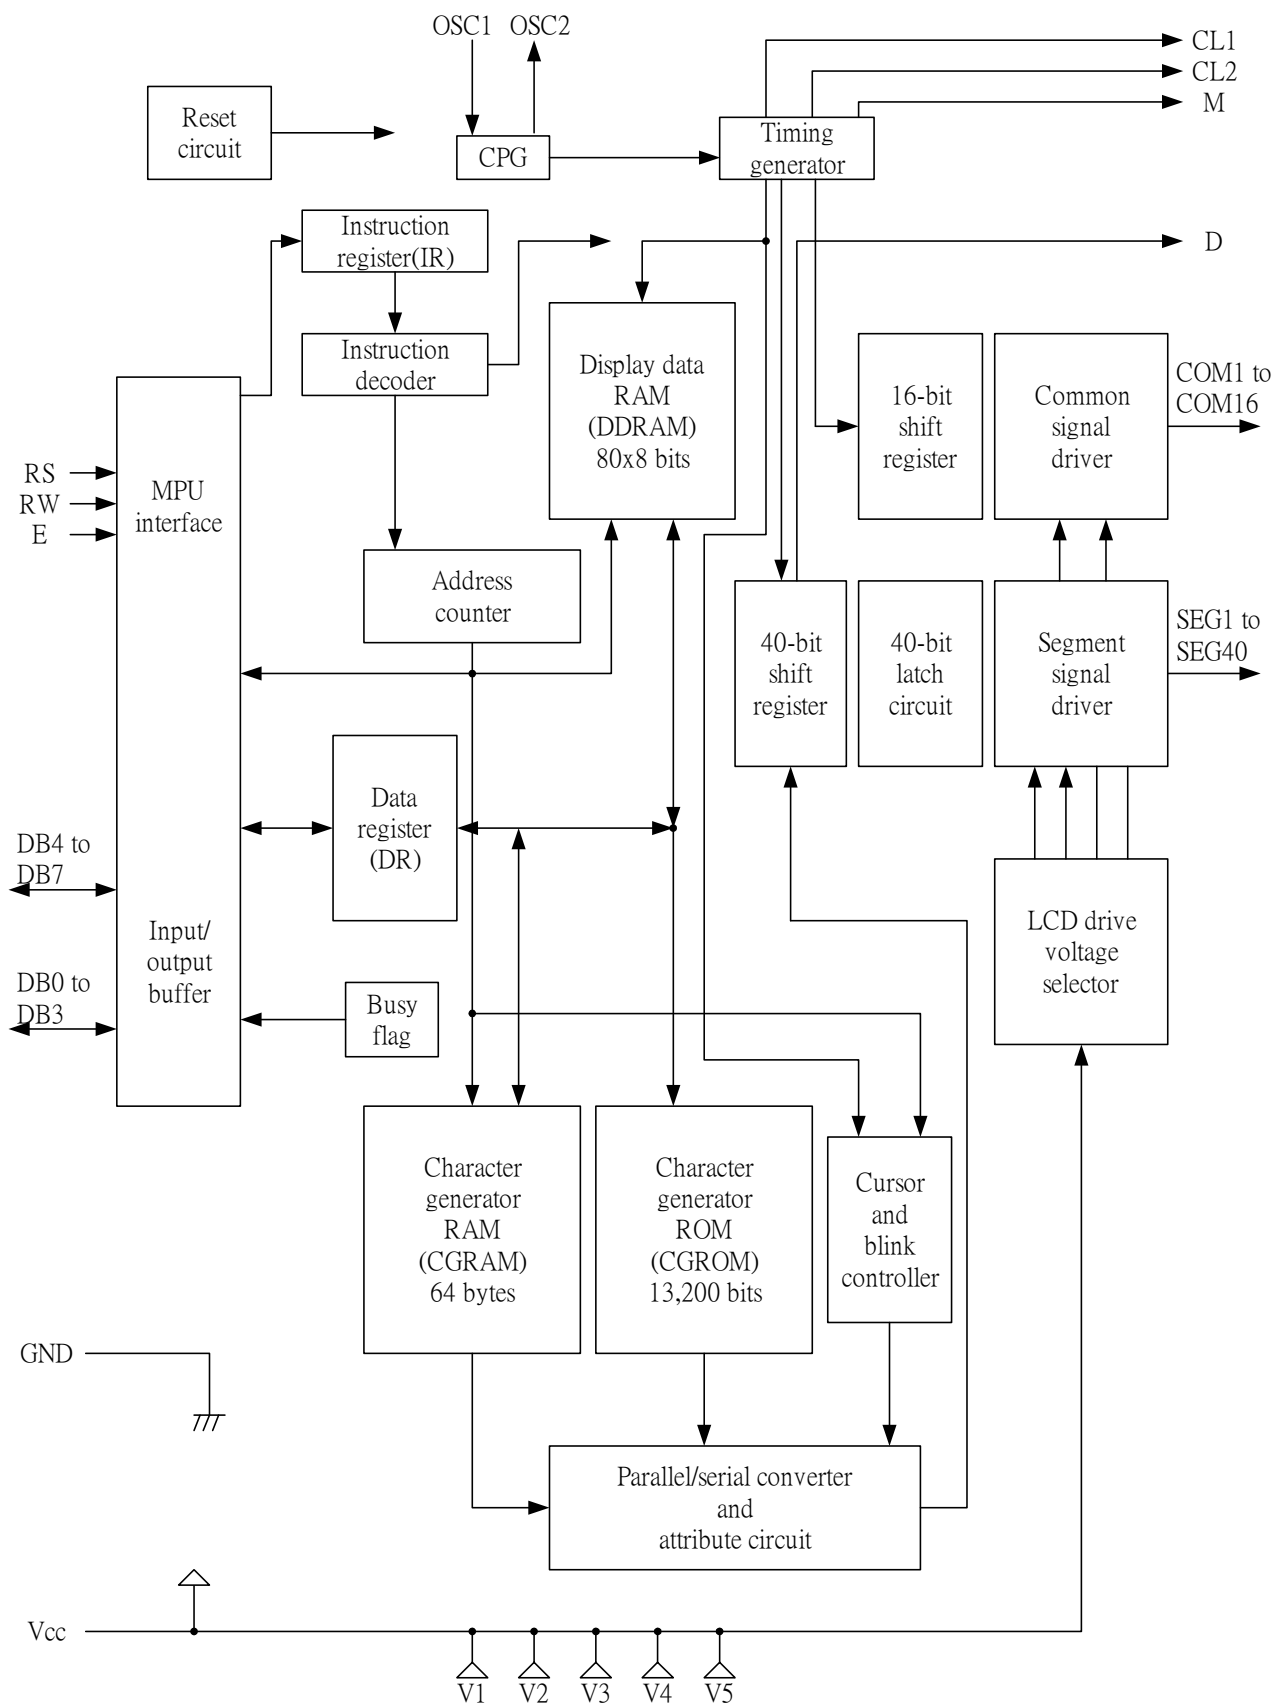 OSC1 OSC2
CL1
CL2
M
Reset
circuit
CPG
Timing
generator
Instruction
register(IR)
D
Instruction
decoder
Display data
RAM
(DDRAM)
80x8 bits
16-bit
shift
register
Common
signal
driver
COM1 to
COM16
RS
RW
E
MPU
interface
Address
counter
40-bit
shift
register
40-bit
latch
circuit
Segment
signal
driver
SEG1 to
SEG40
Data
register
(DR)
DB4 to
DB7
Input/
output
buffer
LCD drive
voltage
selector
DB0 to
DB3
Busy
flag
Character
generator
RAM
(CGRAM)
64 bytes
Character
generator
ROM
(CGROM)
13,200 bits
Cursor
and
blink
controller
GND
Parallel/serial converter
and
attribute circuit
Vcc
V1 V2 V3 V4 V5